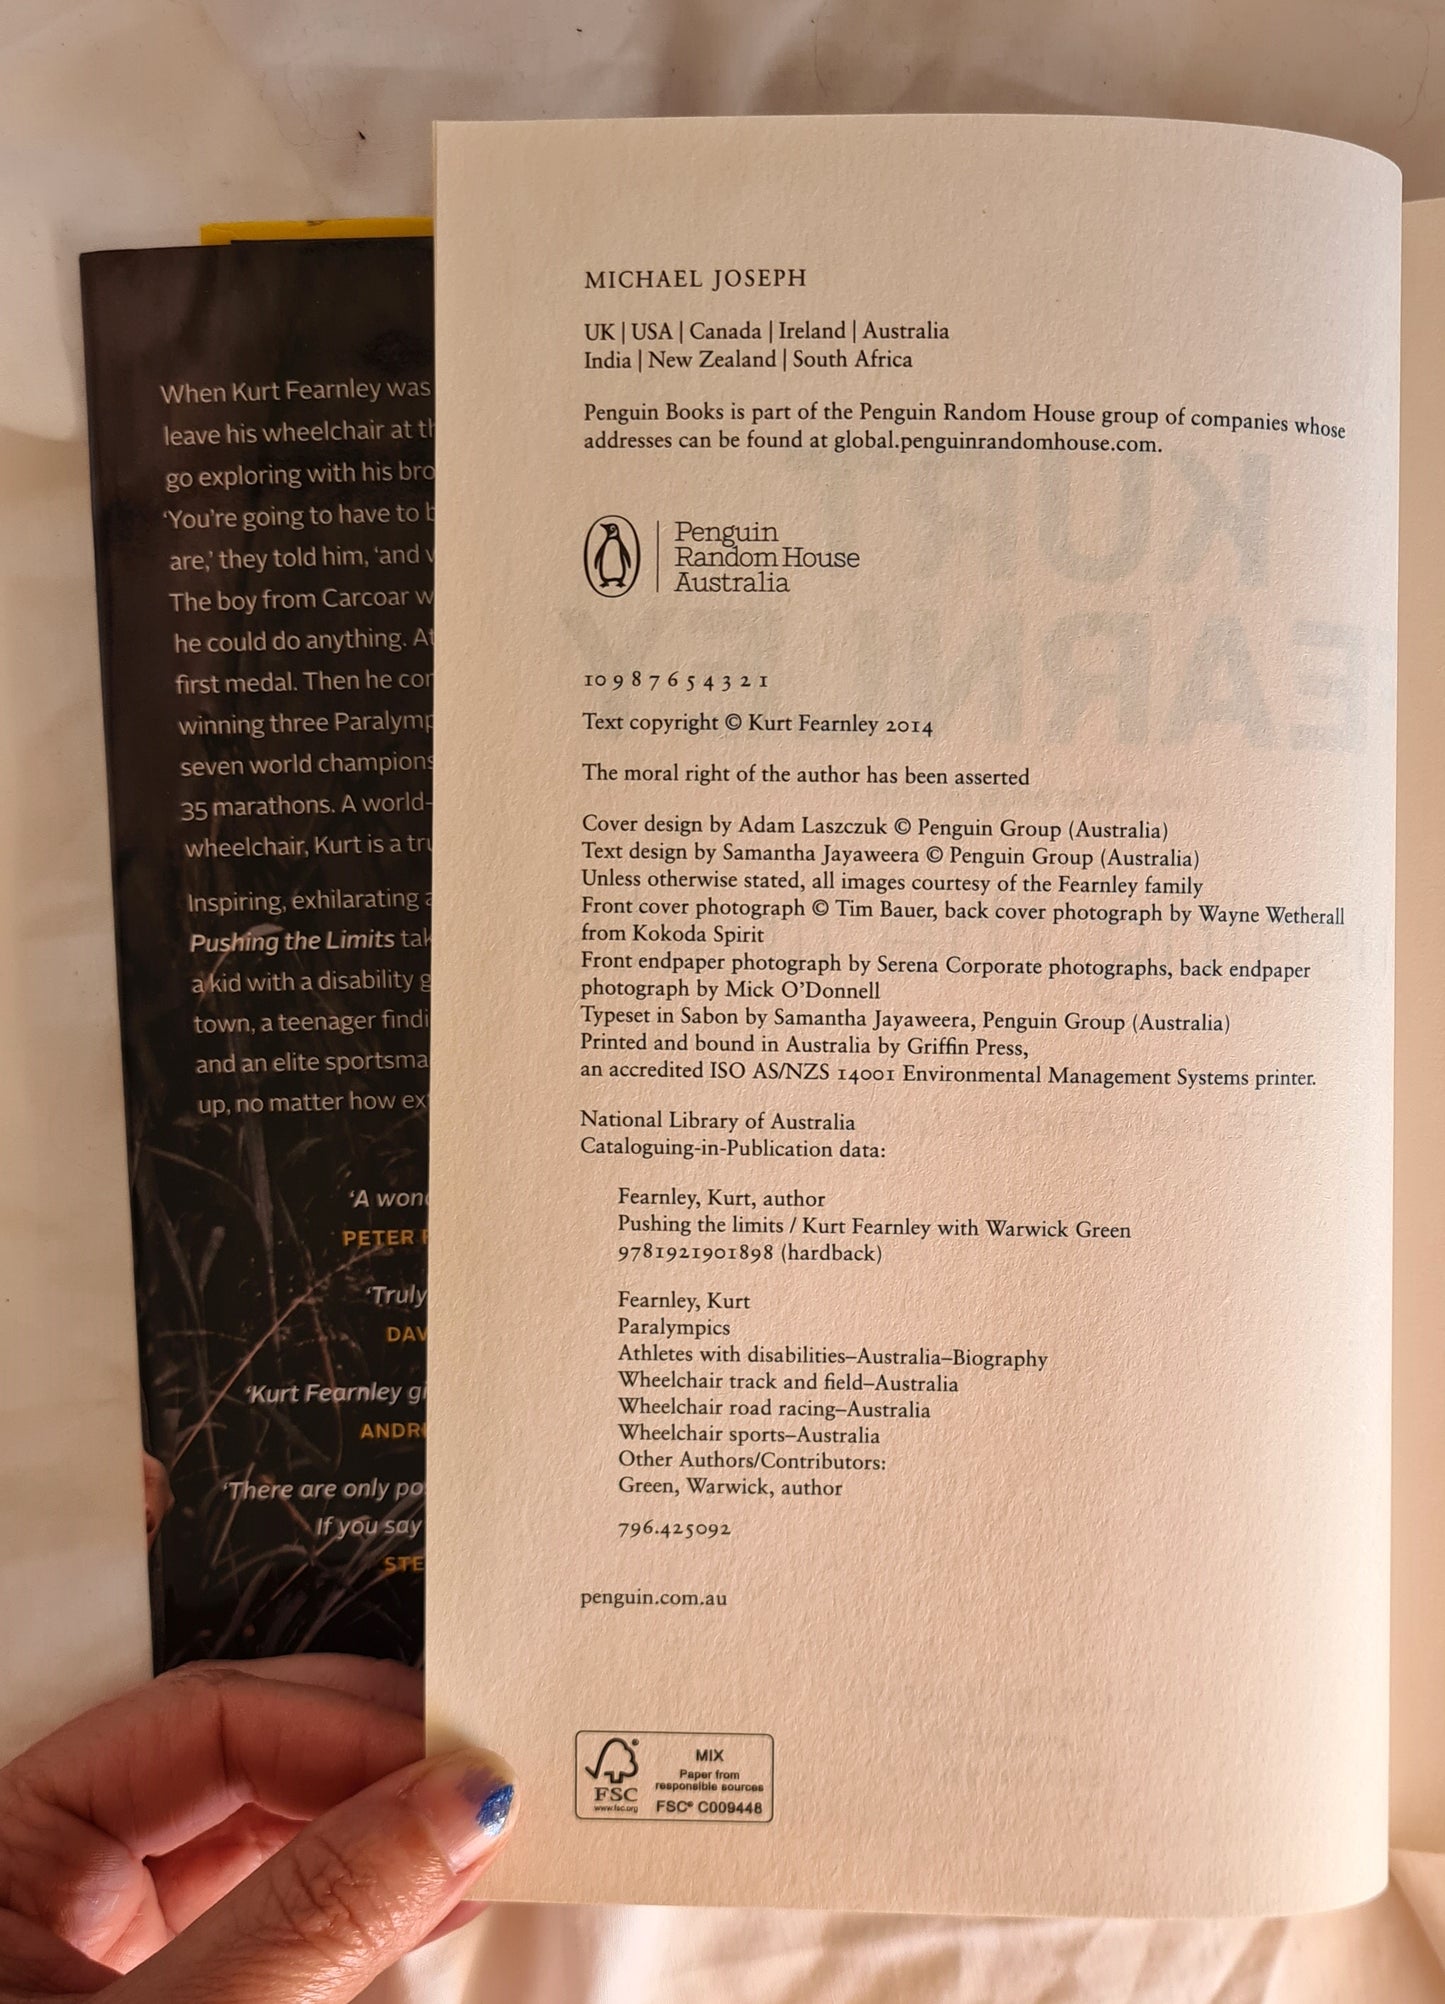 When Kurt Fearnley was
leave his wheelchair at
go exploring with his
'You're going to have to
are,' they told him, 'and
The boy from Carcoar
he could do anything.
first medal. Then he
winning three
seven world
35 marathons. A world-
wheelchair, Kurt is a
Inspiring, exhilarating
Pushing the Limits
a kid with a disability
town, a teenager
and an elite
up, no matter how
'A
PETER
'Truly
'Kurt Fearnley
'There are only
If you say
MICHAEL JOSEPH
UK | USA | Canada | Ireland | Australia
India | New Zealand | South Africa
Penguin Books is part of the Penguin Random House group of companies whose
addresses can be found at global.penguinrandomhouse.com.
Penguin
Random House
Australia
10 9 8 7 6 5 4 3 2 1
Text copyright © Kurt Fearnley 2014
The moral right of the author has been asserted
Cover design by Adam Laszczuk © Penguin Group (Australia)
Text design by Samantha Jayaweera © Penguin Group (Australia)
Unless otherwise stated, all images courtesy of the Fearnley family
Front cover photograph © Tim Bauer, back cover photograph by Wayne Wetherall
from Kokoda Spirit
Front endpaper photograph by Serena Corporate photographs, back endpaper
photograph by Mick O'Donnell
Typeset in Sabon by Samantha Jayaweera, Penguin Group (Australia)
Printed and bound in Australia by Griffin Press,
an accredited ISO AS/NZS 14001 Environmental Management Systems printer.
National Library of Australia
Cataloguing-in-Publication data:
Fearnley, Kurt, author
Pushing the limits / Kurt Fearnley with Warwick Green
9781921901898 (hardback)
Fearnley, Kurt
Paralympics
Athletes with disabilities–Australia–Biography
Wheelchair track and field–Australia
Wheelchair road racing–Australia
Wheelchair sports–Australia
Other Authors/Contributors:
Green, Warwick, author
796.425092
penguin.com.au
FSC
www.fsc.org
MIX
Paper from
responsible sources
FSC® C009448